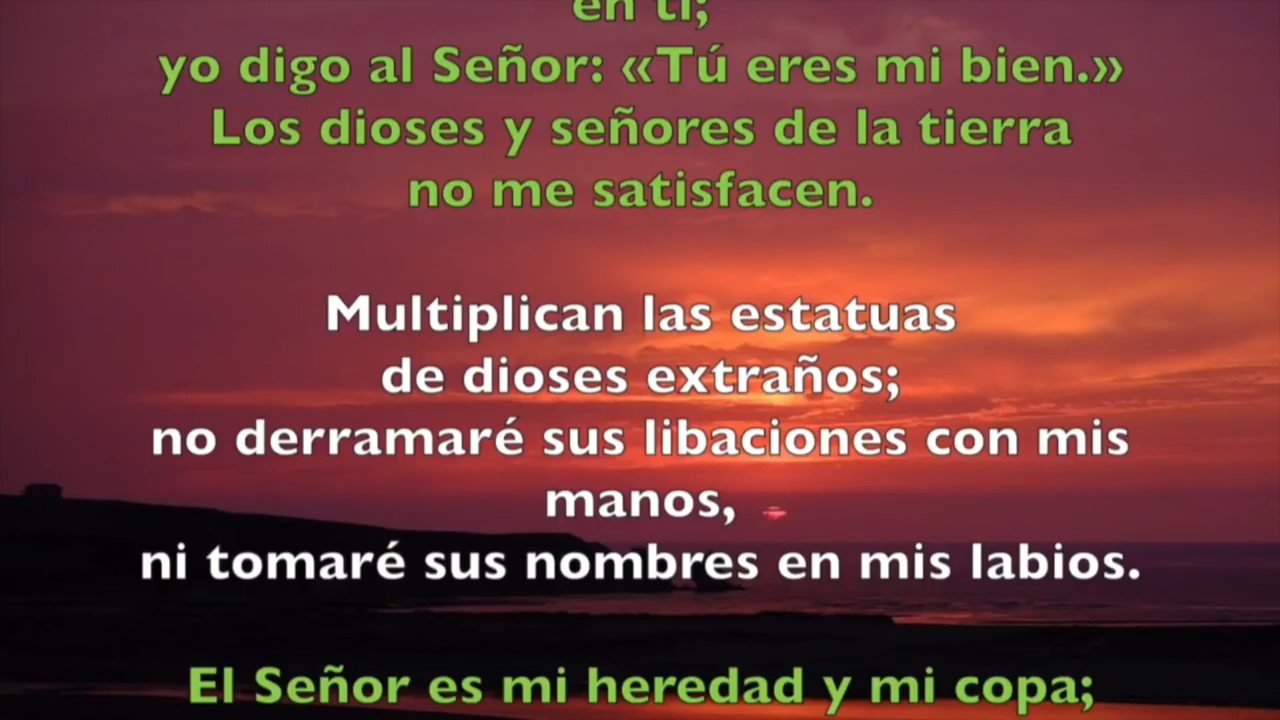 en ti;
yo digo al Señor: «Tú eres mi bien.»
Los dioses y señores de la tierra
no me satisfacen.
Multiplican las estatuas
de dioses extraños;
no derramaré sus libaciones con mis
manos,
ni tomaré sus nombres en mis labios.
El Señor es mi heredad y mi copa;